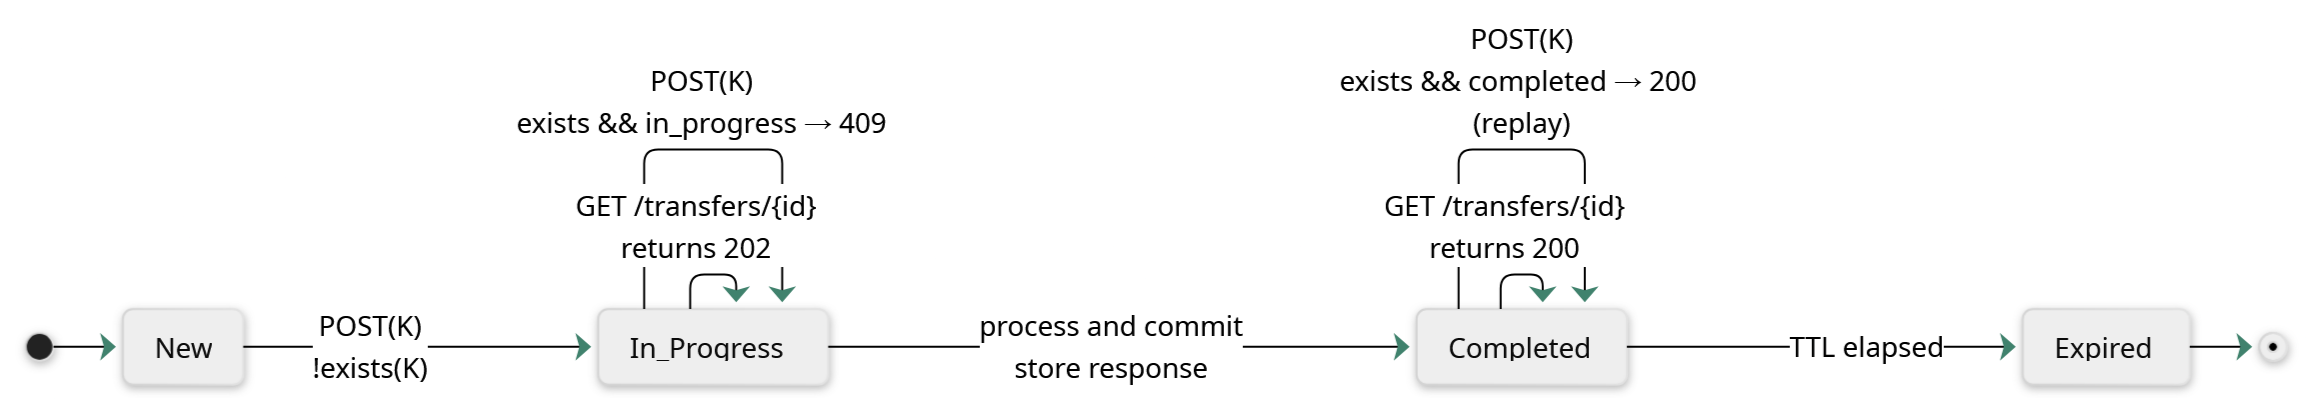 POST(K)
exists && in_progress → 409
GET /transfers/{id}
returns 202
POST(K)
exists && completed → 200
(replay)
GET /transfers/{id}
returns 200
New
POST(K)
!exists(K)
In_Progress
process and commit
store response
Completed
TTL elapsed
Expired